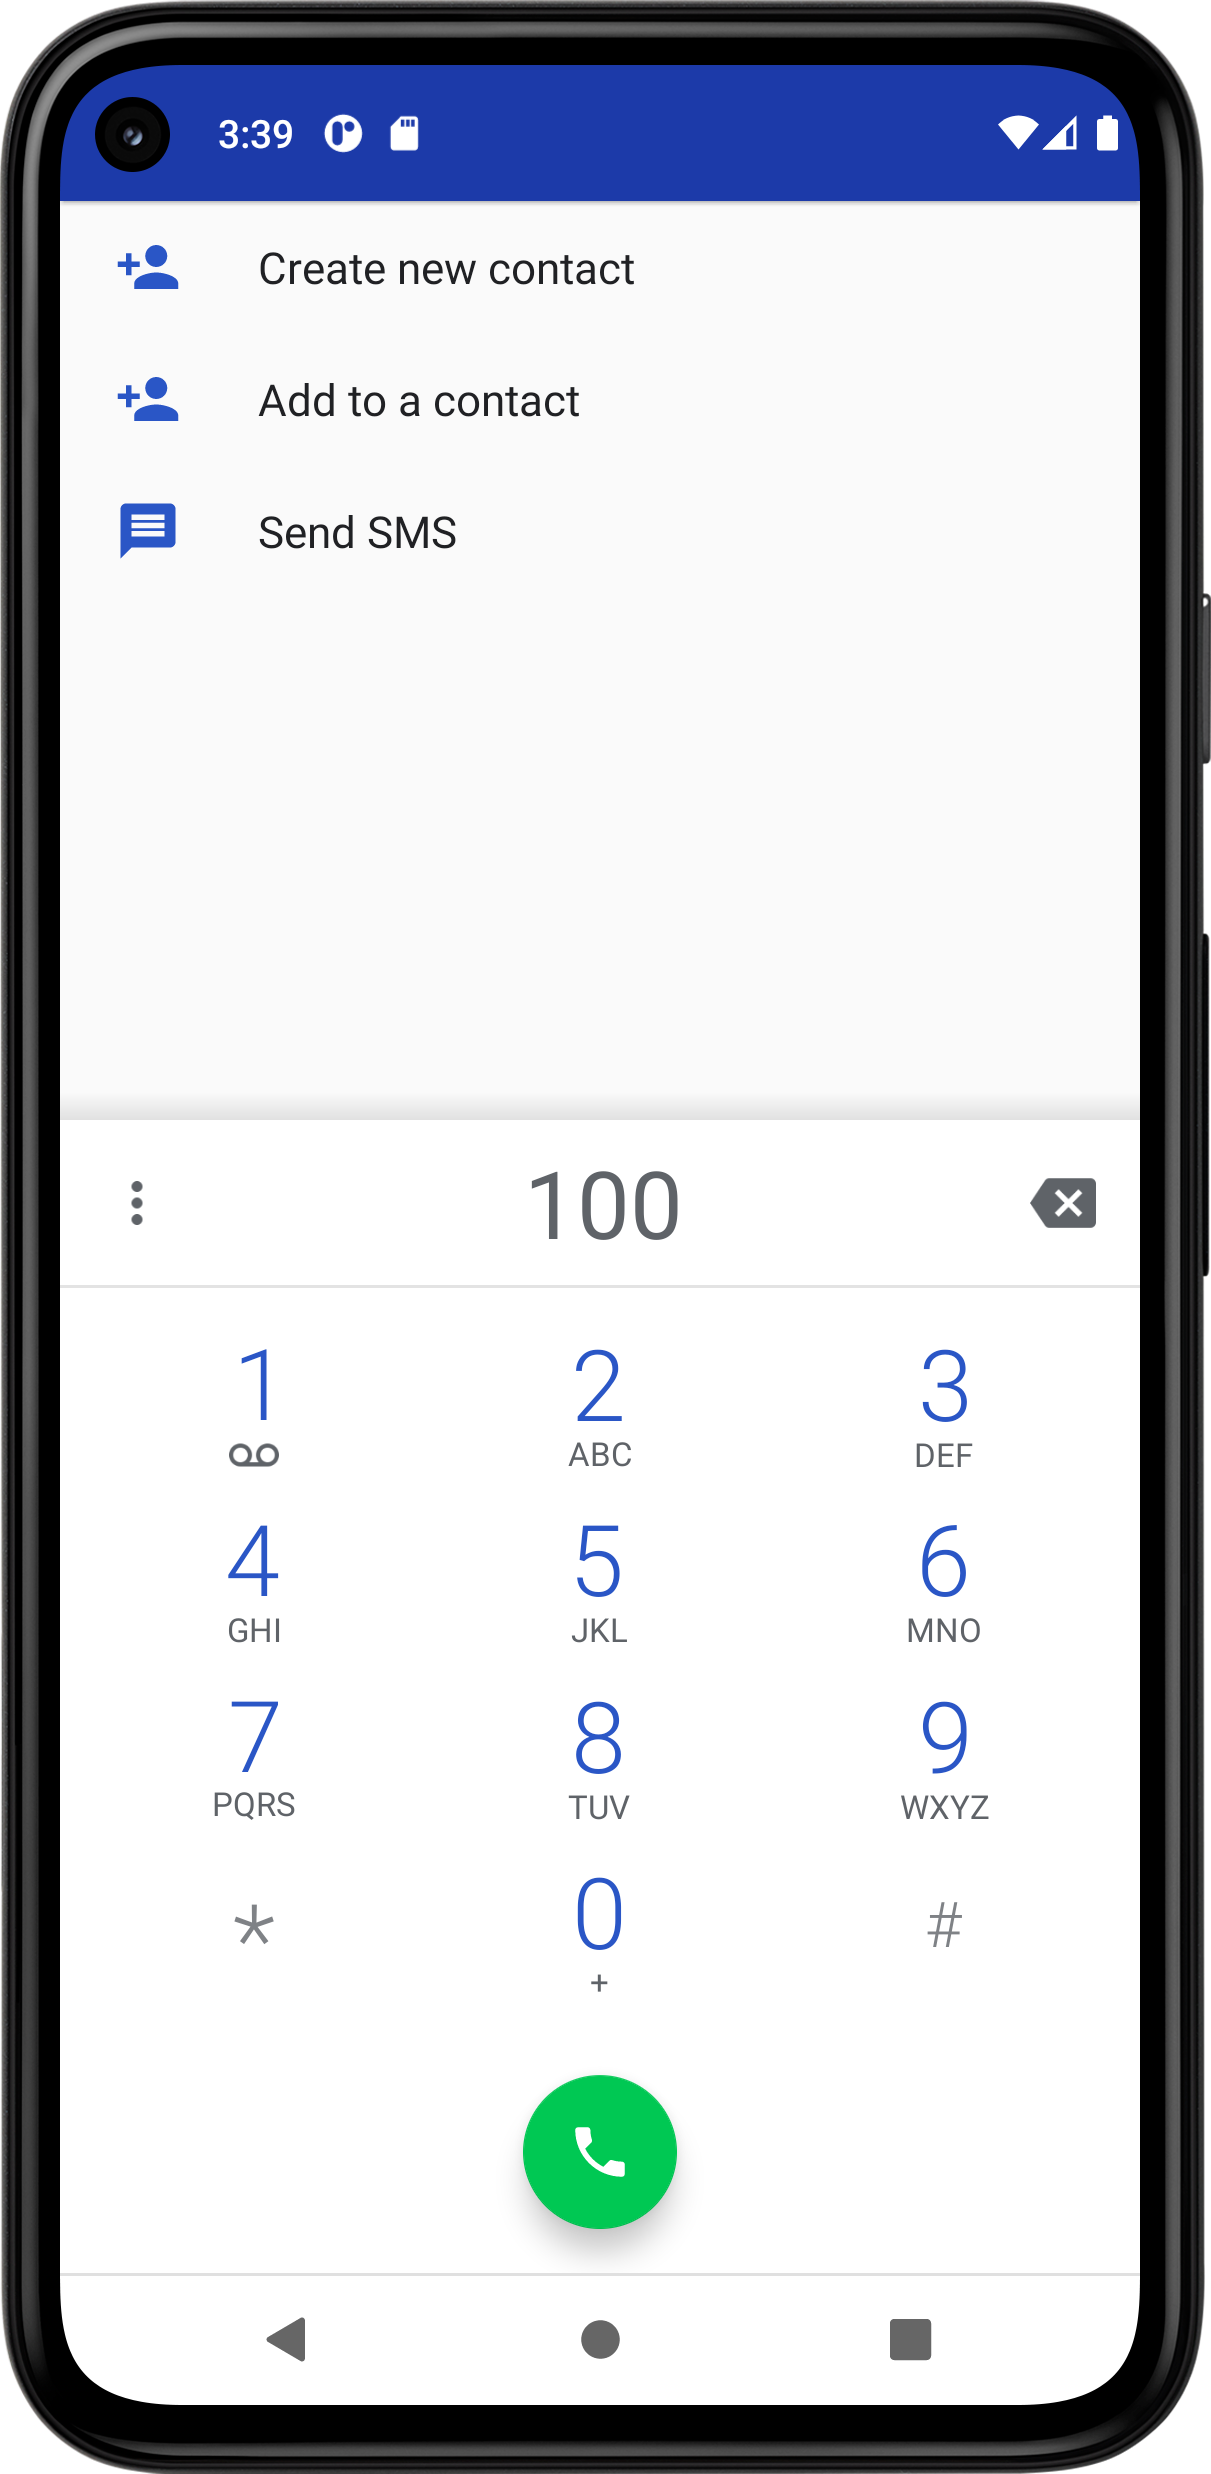 3:39
Create new contact
Add to a contact
Send SMS
100
1 2 3
ABC DEF
4 5 6
GHI JKL MNO
7 8 9
PQRS TUV WXYZ
* 0 #
+